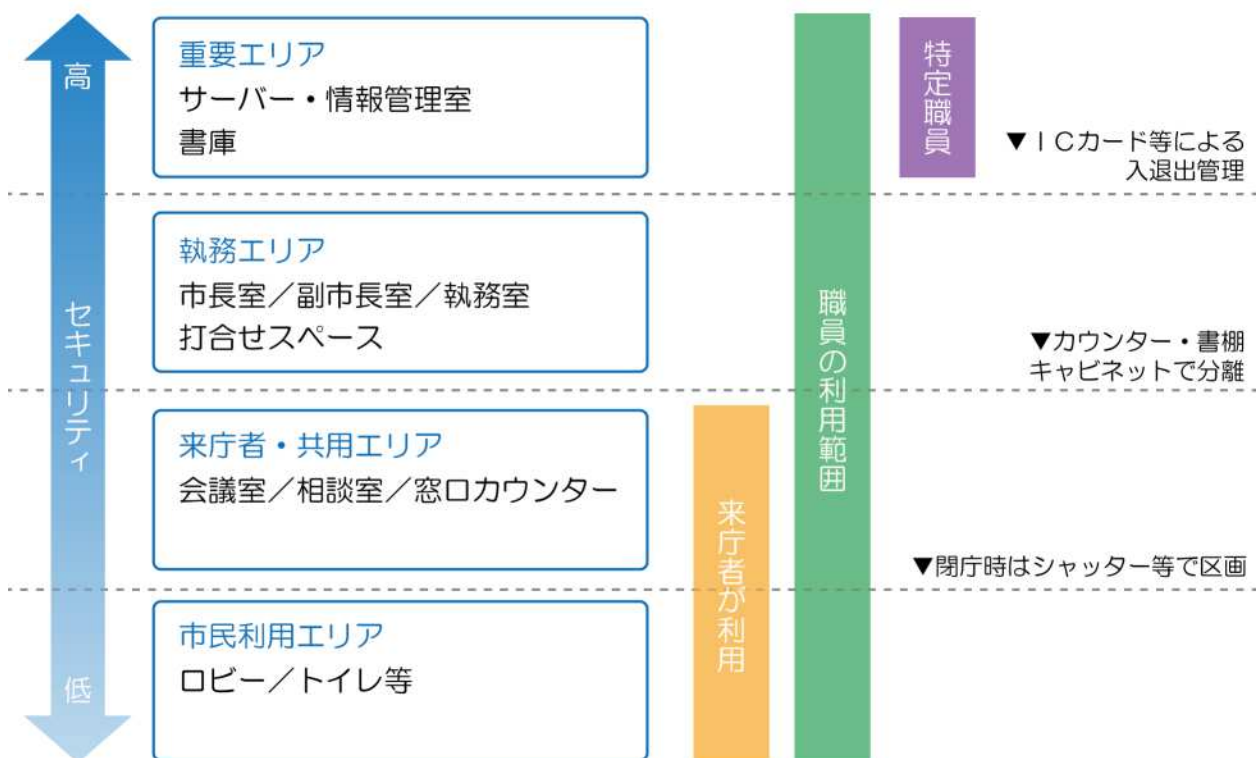 高
セキュリティ
低
重要エリア
サーバー・情報管理室
書庫
執務エリア
市長室／副市長室／執務室
打合せスペース
来庁者・共用エリア
会議室／相談室／窓口カウンター
市民利用エリア
ロビー／トイレ等
来庁者が利用
職員の利用範囲
特定職員
▼ＩＣカード等による
入退出管理
▼カウンター・書棚
キャビネットで分離
▼閉庁時はシャッター等で区画